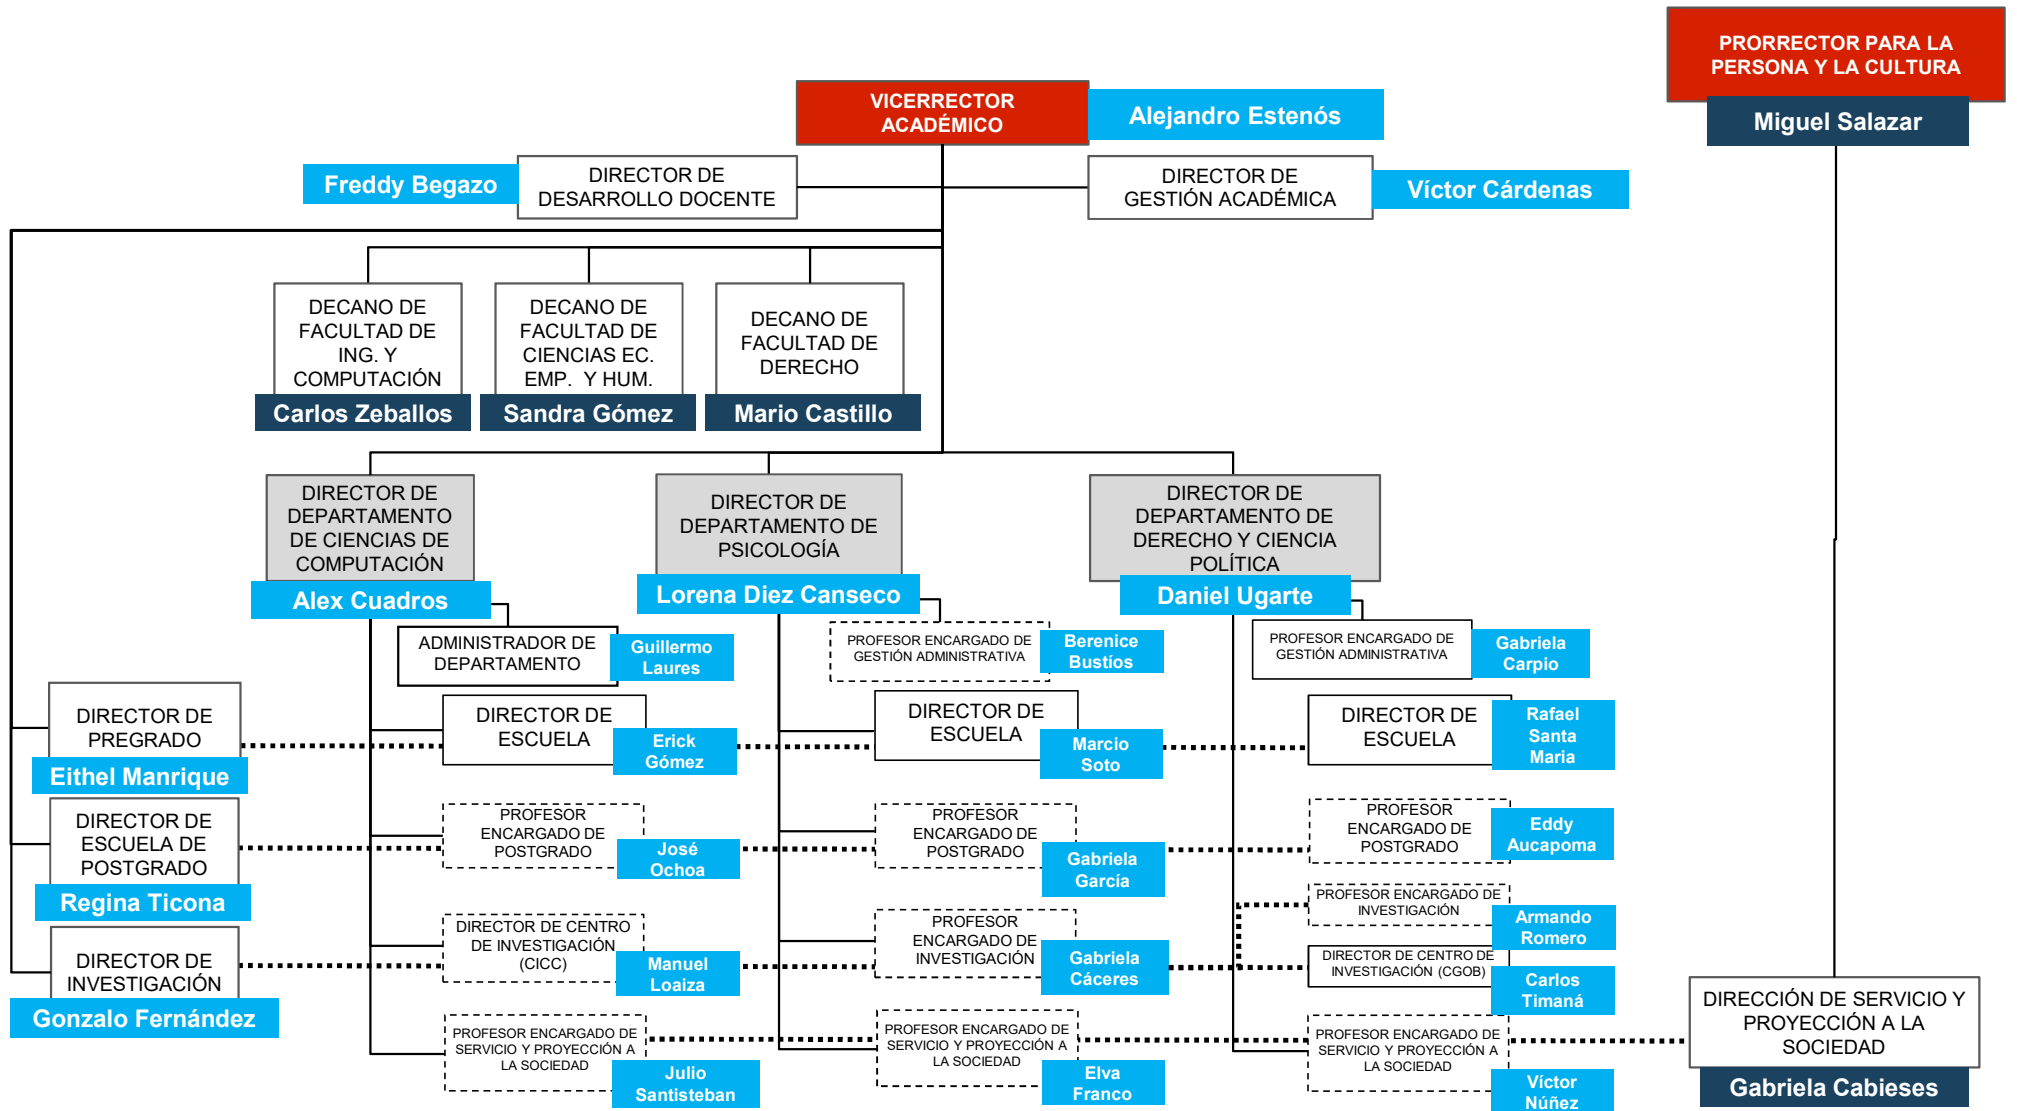 PRORRECTOR PARA LA
PERSONA Y LA CULTURA
Miguel Salazar
VICERRECTOR
ACADÉMICO
Alejandro Estenós
Freddy Begazo
DIRECTOR DE
DESARROLLO DOCENTE
DIRECTOR DE
GESTIÓN ACADÉMICA
Víctor Cárdenas
DECANO DE
FACULTAD DE
ING. Y
COMPUTACIÓN
Carlos Zeballos
DECANO DE
FACULTAD DE
CIENCIAS EC.
EMP. Y HUM.
Sandra Gómez
DECANO DE
FACULTAD DE
DERECHO
Mario Castillo
DIRECTOR DE
DEPARTAMENTO
DE CIENCIAS DE
COMPUTACIÓN
Alex Cuadros
DIRECTOR DE
DEPARTAMENTO DE
PSICOLOGÍA
Lorena Diez Canseco
DIRECTOR DE
DEPARTAMENTO DE
DERECHO Y CIENCIA
POLÍTICA
Daniel Ugarte
ADMINISTRADOR DE
DEPARTAMENTO
Guillermo
Laures
PROFESOR ENCARGADO DE
GESTIÓN ADMINISTRATIVA
Berenice
Bustíos
PROFESOR ENCARGADO DE
GESTIÓN ADMINISTRATIVA
Gabriela
Carpio
DIRECTOR DE
PREGRADO
Eithel Manrique
DIRECTOR DE
ESCUELA
Erick
Gómez
DIRECTOR DE
ESCUELA
Marcio
Soto
DIRECTOR DE
ESCUELA
Rafael
Santa
Maria
DIRECTOR DE
ESCUELA DE
POSTGRADO
Regina Ticona
PROFESOR
ENCARGADO DE
POSTGRADO
José
Ochoa
PROFESOR
ENCARGADO DE
POSTGRADO
Gabriela
García
PROFESOR
ENCARGADO DE
POSTGRADO
Eddy
Aucapoma
DIRECTOR DE
INVESTIGACIÓN
Gonzalo Fernández
DIRECTOR DE CENTRO
DE INVESTIGACIÓN
(CICC)
Manuel
Loaiza
PROFESOR
ENCARGADO DE
INVESTIGACIÓN
Gabriela
Cáceres
PROFESOR ENCARGADO DE
INVESTIGACIÓN
Armando
Romero
DIRECTOR DE CENTRO DE
INVESTIGACIÓN (CGOB)
Carlos
Timaná
PROFESOR ENCARGADO DE
SERVICIO Y PROYECCIÓN A
LA SOCIEDAD
Julio
Santisteban
PROFESOR ENCARGADO DE
SERVICIO Y PROYECCIÓN A
LA SOCIEDAD
Elva
Franco
PROFESOR ENCARGADO DE
SERVICIO Y PROYECCIÓN A
LA SOCIEDAD
Víctor
Núñez
DIRECCIÓN DE SERVICIO Y
PROYECCIÓN A LA
SOCIEDAD
Gabriela Cabieses